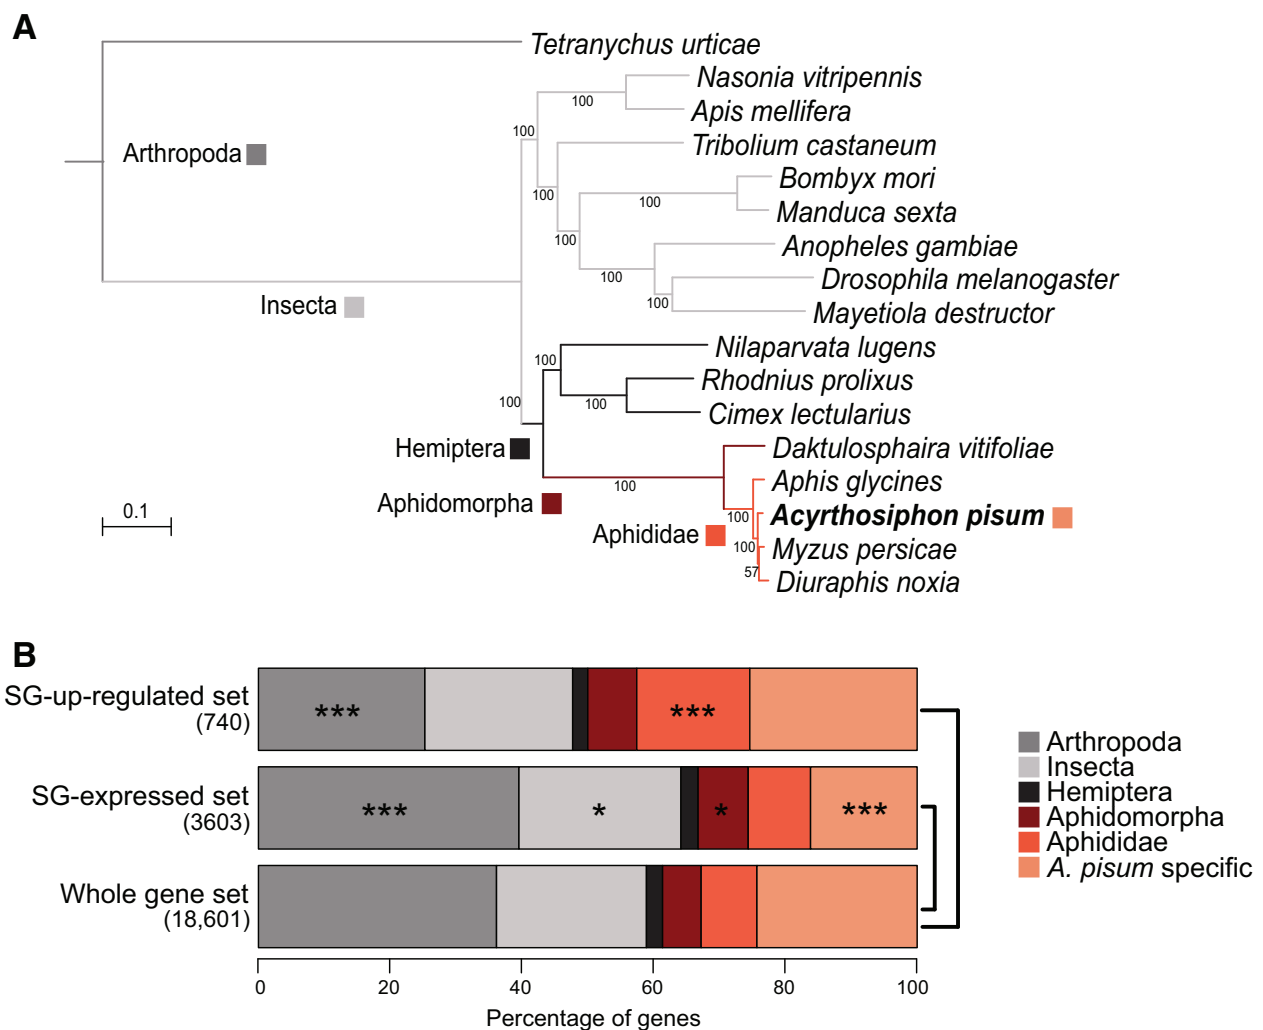 A
Tetranychus urticae
Nasonia vitripennis
100
Apis mellifera
100
Tribolium castaneum
Arthropoda
Bombyx mori
100
100
Manduca sexta
100
Anopheles gambiae
100
Drosophila melanogaster
100
Insecta
Mayetiola destructor
Nilaparvata lugens
100
Rhodnius prolixus
100
100
Cimex lectularius
Hemiptera
Daktulosphaira vitifoliae
100
Aphis glycines
Aphidomorpha
0.1
100
Acyrthosiphon pisum
Aphididae
100
Myzus persicae
57
Diuraphis noxia
B
SG-up-regulated set
(740)
*** ***
SG-expressed set
(3603)
*** * * ***
Whole gene set
(18,601)
Arthropoda
Insecta
Hemiptera
Aphidomorpha
Aphididae
A. pisum specific
0 20 40 60 80 100
Percentage of genes